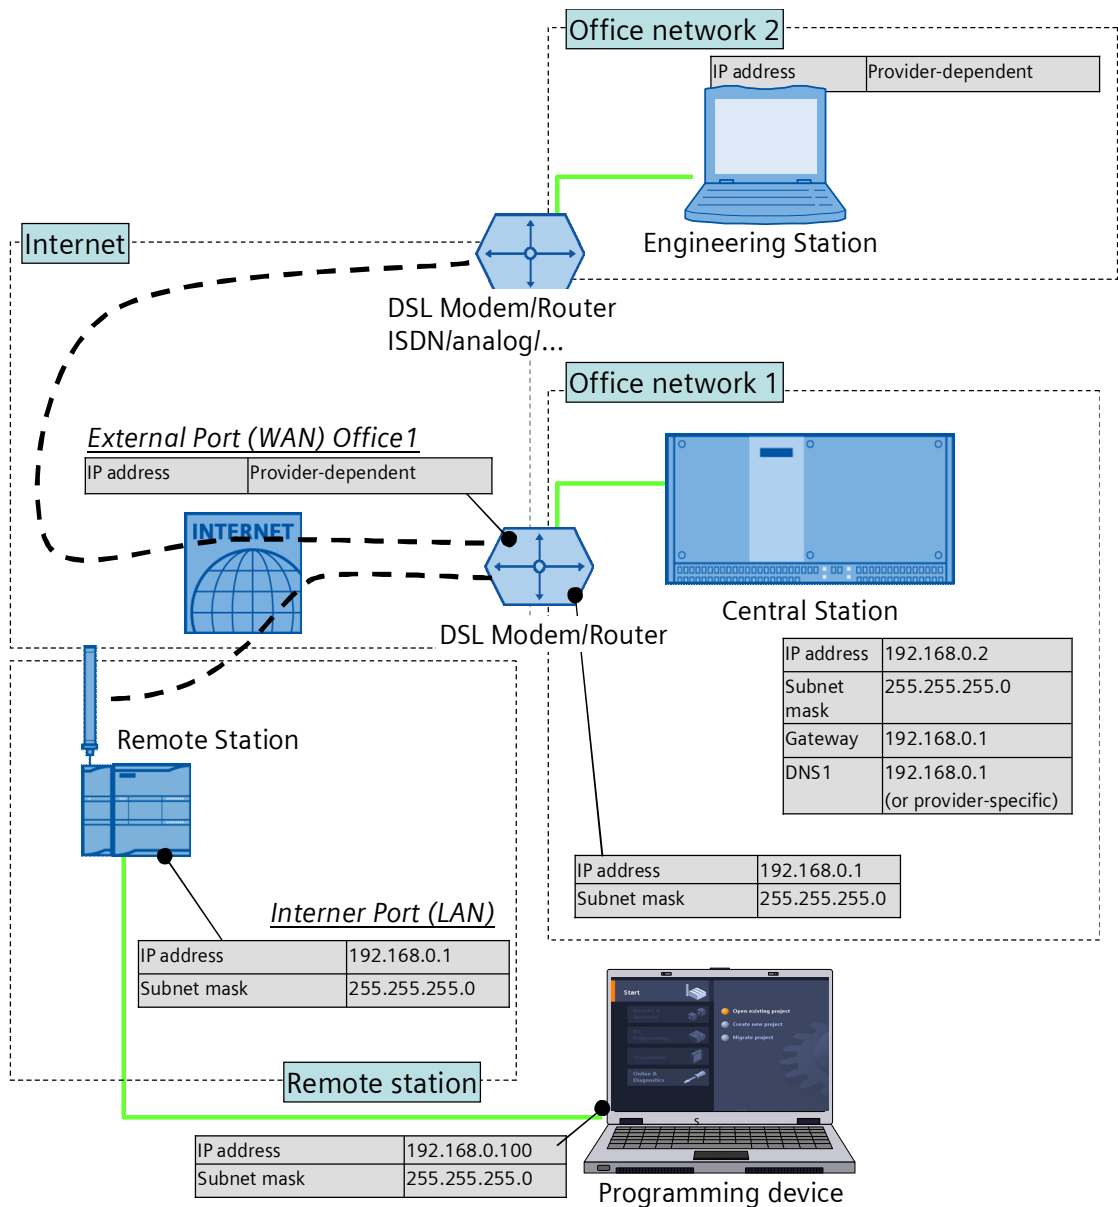 Office network 2
IP address Provider-dependent
Engineering Station
Internet
DSL Modem/Router
ISDN/analog/...
Office network 1
External Port (WAN) Office1
IP address Provider-dependent
INTERNET
DSL Modem/Router
Central Station
IP address 192.168.0.2
Subnet mask 255.255.255.0
Gateway 192.168.0.1
DNS1 192.168.0.1
(or provider-specific)
Remote Station
IP address 192.168.0.1
Subnet mask 255.255.255.0
Interner Port (LAN)
IP address 192.168.0.1
Subnet mask 255.255.255.0
Start
Open existing project
Create new project
Migrate project
Online &
Diagnostics
Remote station
IP address 192.168.0.100
Subnet mask 255.255.255.0
Programming device